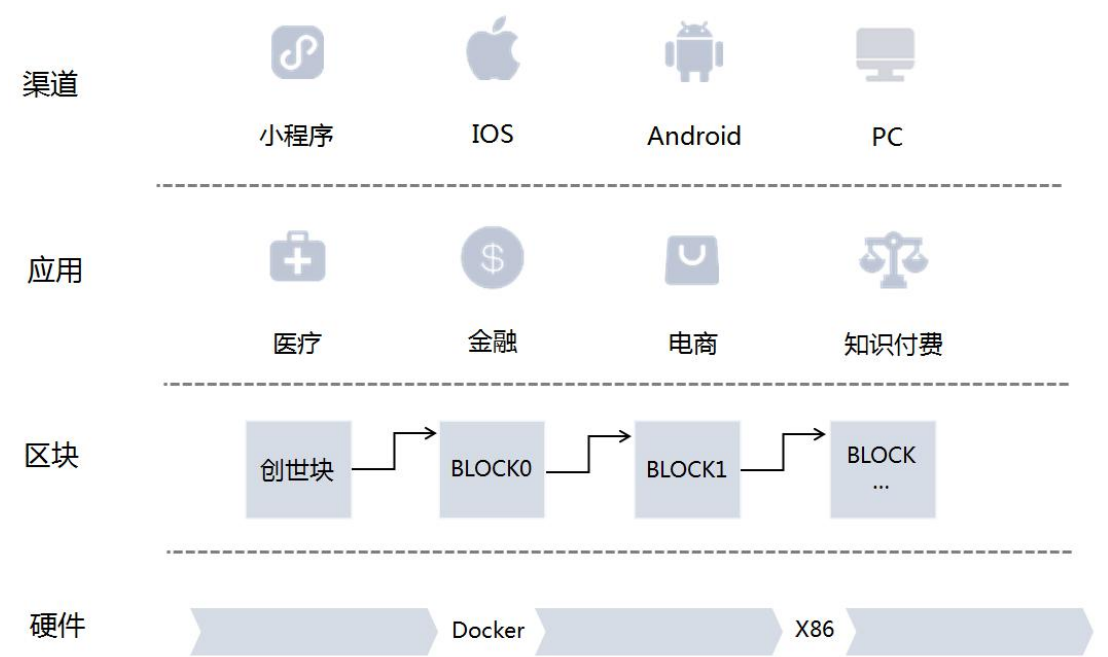 渠道
小程序
IOS
Android
PC
应用
医疗
金融
电商
知识付费
区块
创世块
BLOCK0
BLOCK1
BLOCK
...
硬件
Docker
X86